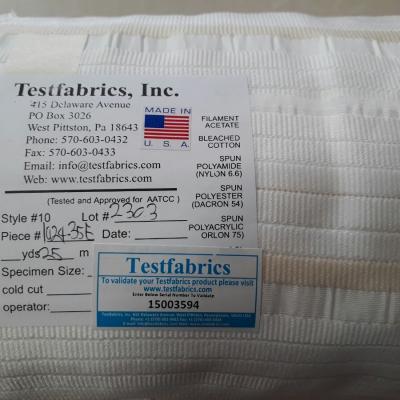 Testfabrics, Inc.
415 Delaware Avenue
PO Box 3026
West Pittston, Pa 18643
Phone: 570-603-0432
Fax: 570-603-0433
Email: info@testfabrics.com
Web: www.testfabrics.com
MADE IN
U. S. A.
(Tested and Approved for AATCC )
Style #10 Lot # 2303
Piece # 1024-35E Date:
yds 25 m
Specimen Size:
cold cut
operator:
FILAMENT
ACETATE
BLEACHED
COTTON
SPUN
POLYAMIDE
(NYLON 6.6)
SPUN
POLYESTER
(DACRON 54)
SPUN
POLYACRYLIC
ORLON 75)
Testfabrics
To validate your Testfabrics product please visit
www.testfabrics.com
Enter Below Serial Number To Validate
15003594